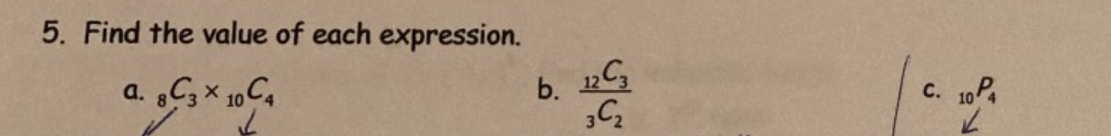 5. Find the value of each expression.
a. ₈C₃ × ₁₀C₄
b. ₁₂C₃
₃C₂
c. ₁₀P₄